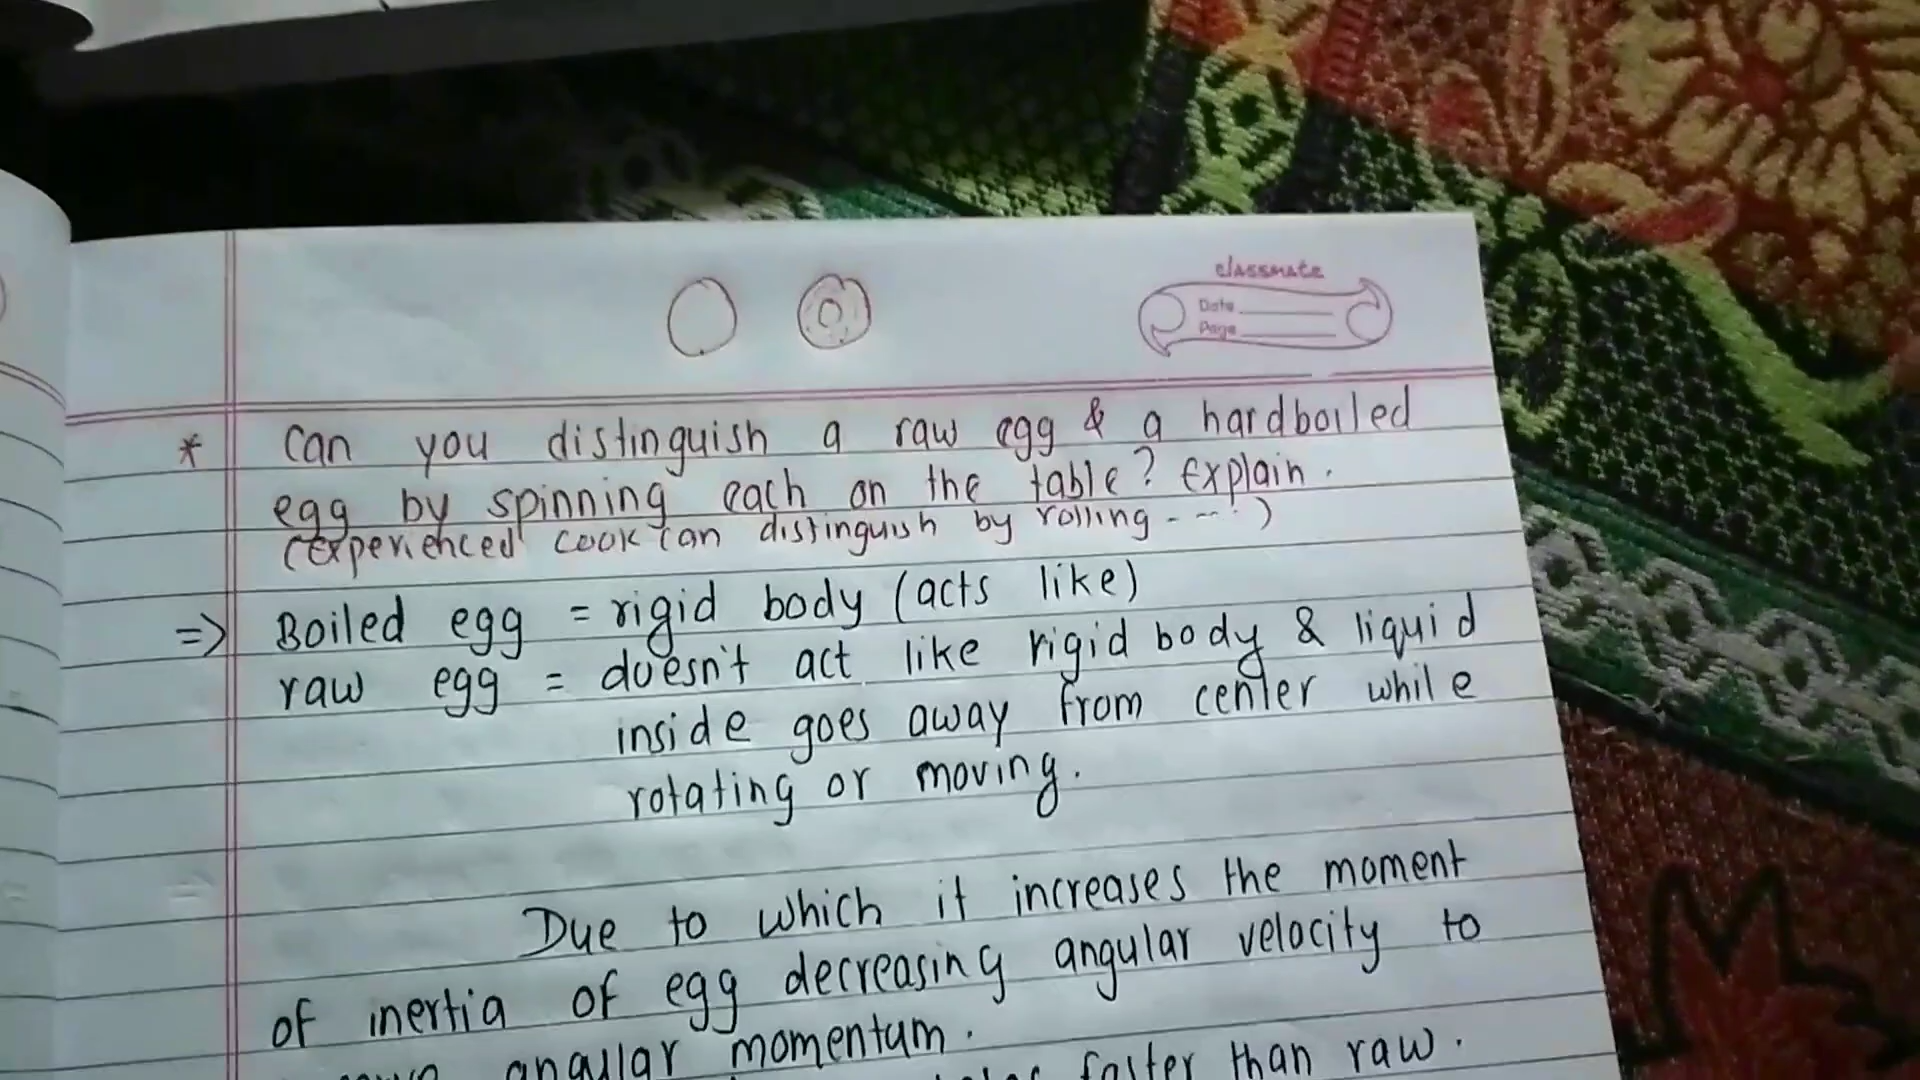 classmate
Date
Page
* Can you distinguish a raw egg & a hardboiled
egg by spinning each on the table? Explain.
(Experienced cook can distinguish by rolling - - - )
=> Boiled egg = rigid body (acts like)
raw egg = doesn't act like rigid body & liquid
inside goes away from center while
rotating or moving.
Due to which it increases the moment
of inertia of egg decreasing angular velocity to
angular momentum.
faster than raw.